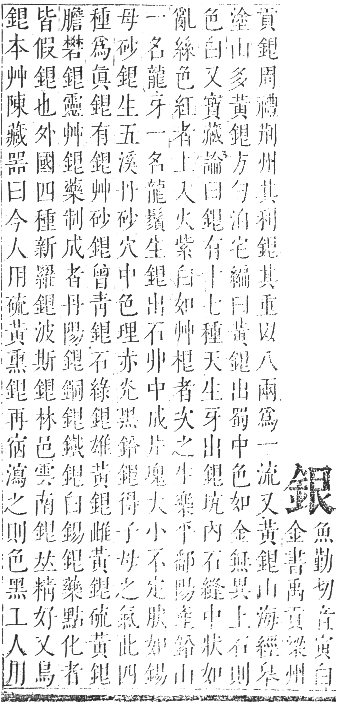 銀
魚勤切音寅白
金書禹貢梁州
貢銀周禮荆州其利銀其重以八兩爲一流又黃銀山海經皋
塗山多黃銀方勺泊宅編曰黃銀出蜀中色如金無異上石則
色白又寶藏論曰銀有十七種天生牙出銀坑內石縫中狀如
亂絲色紅者上入火紫白如艸根者次之生樂平鄱陽產鉛山
一名龍牙一名龍鬚生銀出石丱中成片塊大小不定狀如錫
母砂銀生五溪丹砂穴中色理赤光黑鉛銀得子母之氣此四
種爲眞銀有銀艸砂銀曾青銀石綠銀雄黃銀雌黃銀硫黃銀
膽礬銀靈艸銀藥制成者丹陽銀銅銀鐵銀白錫銀藥點化者
皆假銀也外國四種新羅銀波斯銀林邑雲南銀並精好又鳥
銀本艸陳藏器曰今人用硫黃熏銀再宿瀉之則色黑工人用